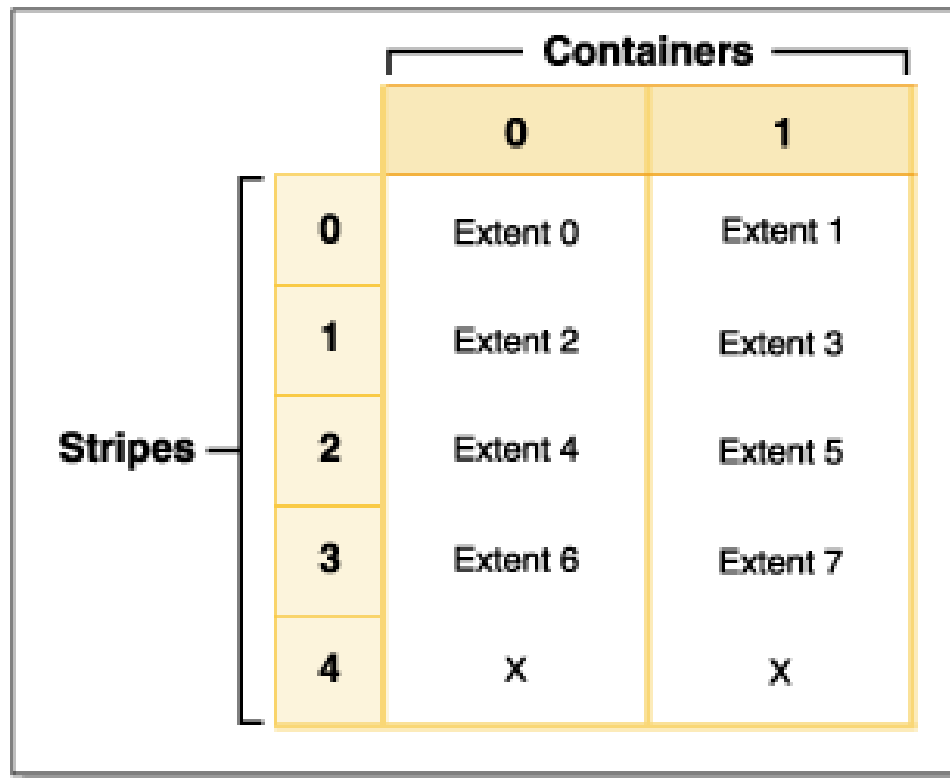 Containers
0 1
0 Extent 0 Extent 1
1 Extent 2 Extent 3
Stripes 2 Extent 4 Extent 5
3 Extent 6 Extent 7
4 X X